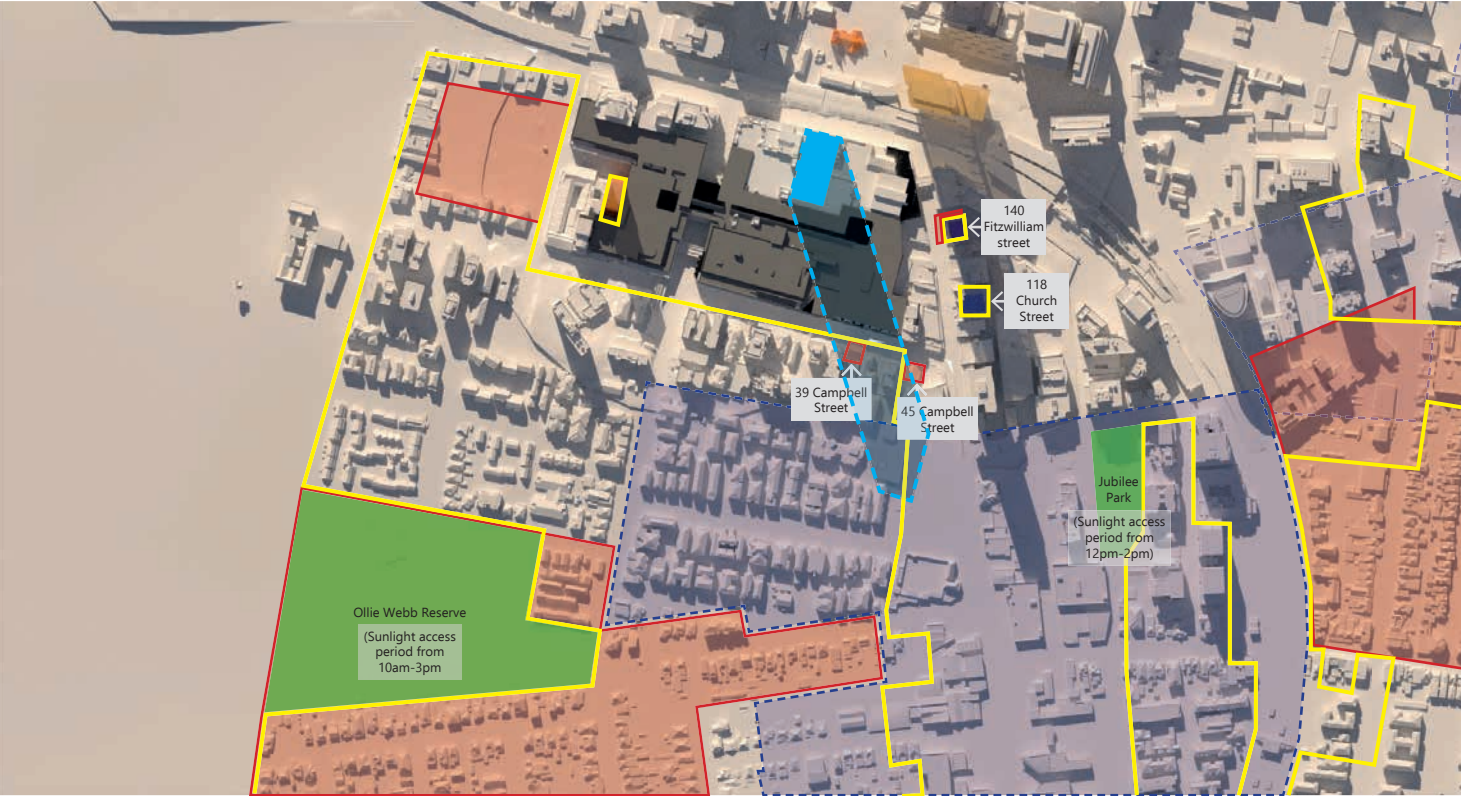 140
Fitzwilliam
street
118
Church
Street
39 Campbell
Street
45 Campbell
Street
Jubilee
Park
(Sunlight access
period from
12pm-2pm)
Ollie Webb Reserve
(Sunlight access
period from
10am-3pm